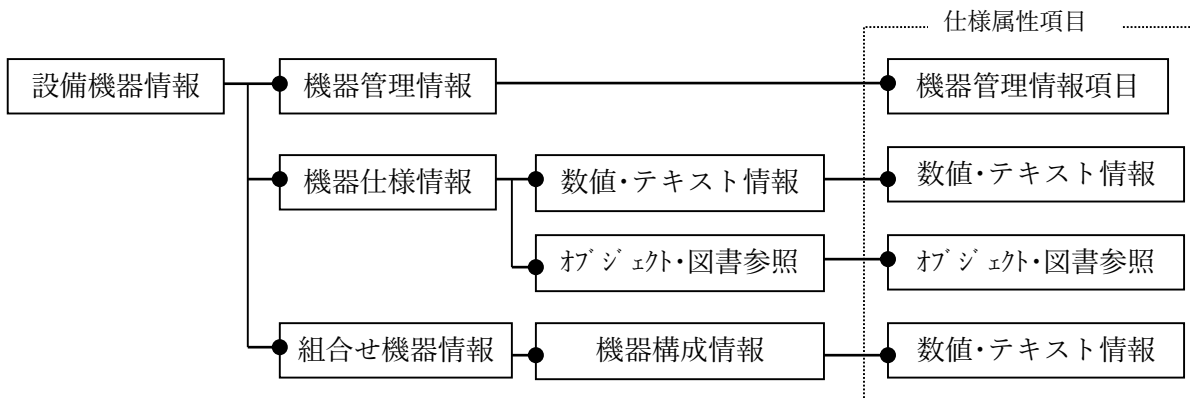 仕様属性項目
設備機器情報
機器管理情報
機器管理情報項目
機器仕様情報
数値・テキスト情報
数値・テキスト情報
ｵﾌﾞｼﾞｪｸﾄ・図書参照
ｵﾌﾞｼﾞｪｸﾄ・図書参照
組合せ機器情報
機器構成情報
数値・テキスト情報